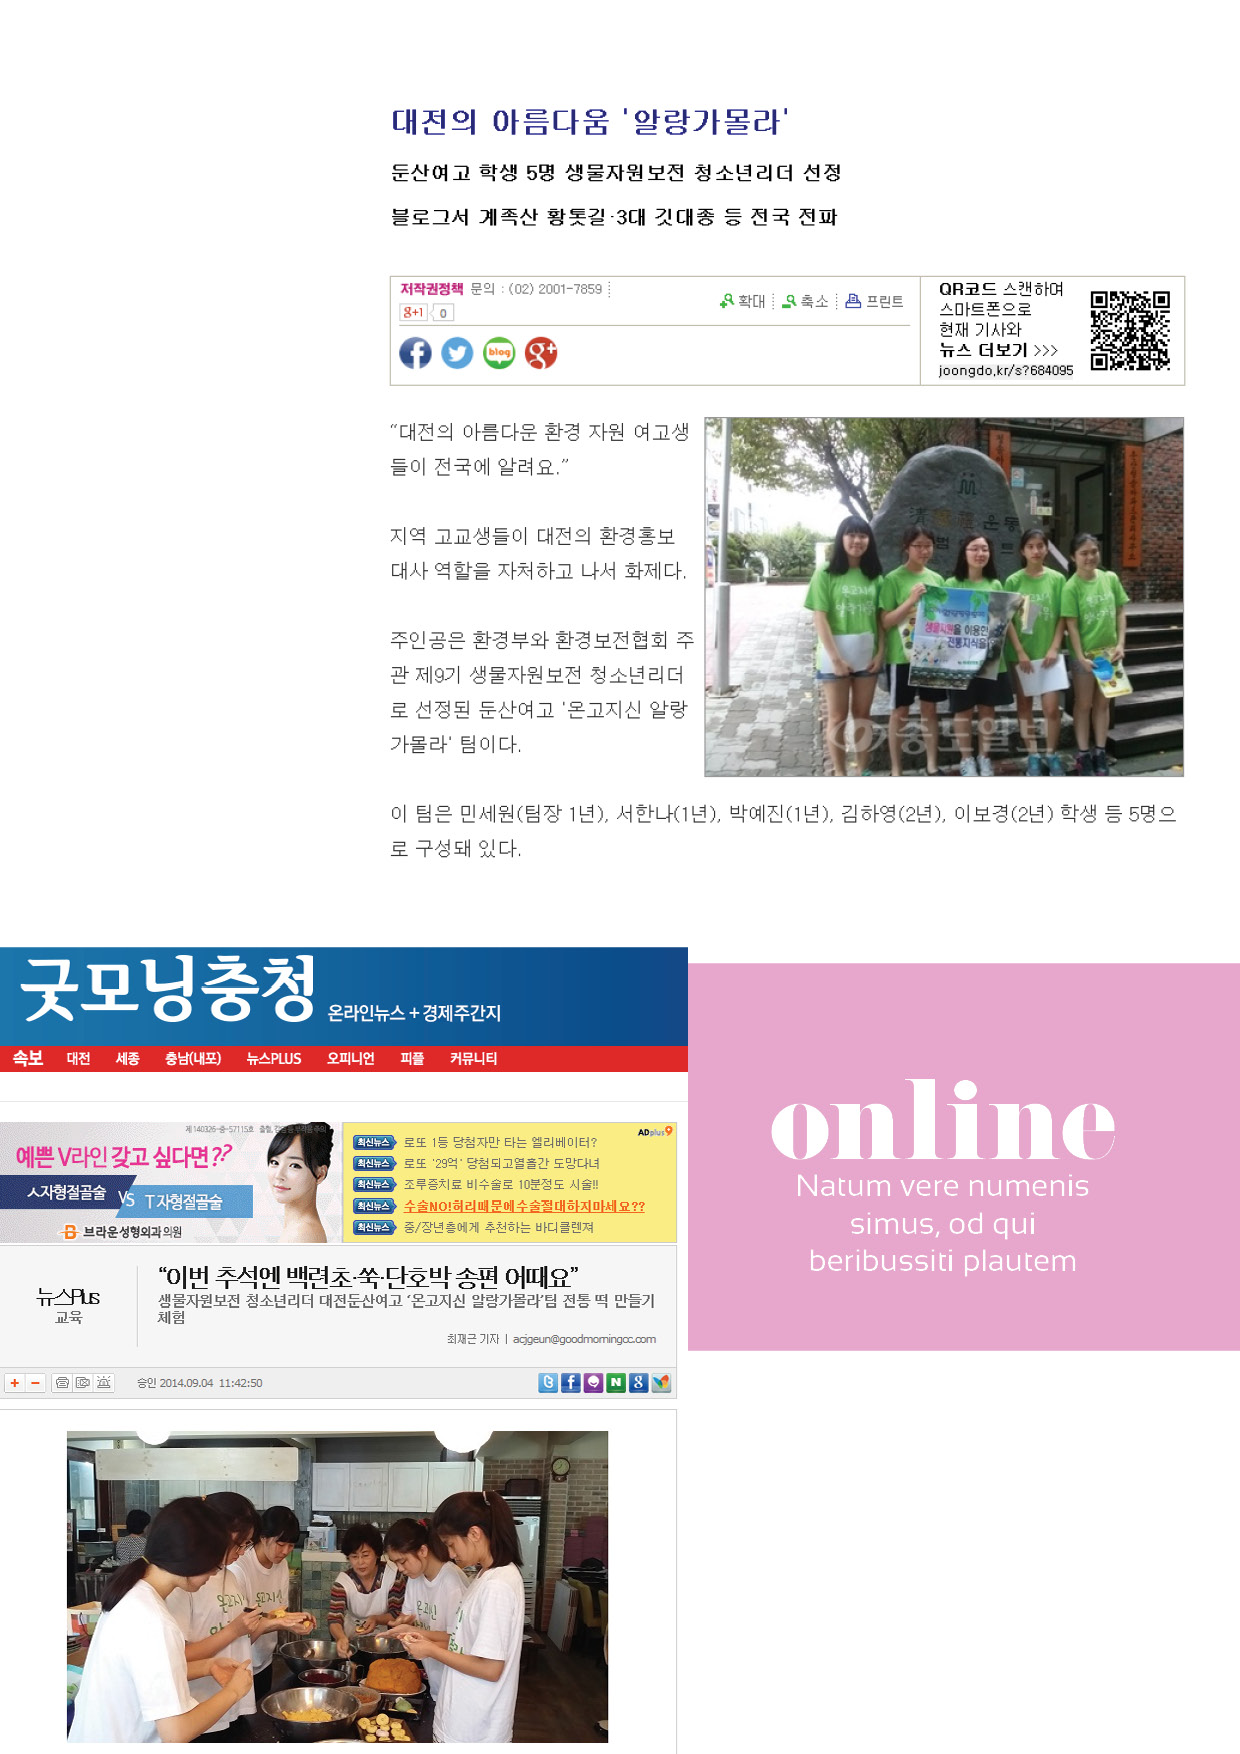 대전의 아름다움 '알랑가몰라'
둔산여고 학생 5명 생물자원보전 청소년리더 선정
블로그서 계족산 황톳길·3대 깃대종 등 전국 전파
저작권정책 문의 : (02) 2001-7859
g+1 0
확대 축소 프린트
blog g+
QR코드 스캔하여
스마트폰으로
현재 기사와
뉴스 더보기 >>>
joongdo.kr/s?684095
“대전의 아름다운 환경 자원 여고생
들이 전국에 알려요.”
지역 고교생들이 대전의 환경홍보
대사 역할을 자처하고 나서 화제다.
주인공은 환경부와 환경보전협회 주
관 제9기 생물자원보전 청소년리더
로 선정된 둔산여고 '온고지신 알랑
가몰라' 팀이다.
생물자원을 이용한
전통지식을
중도일보
이 팀은 민세원(팀장 1년), 서한나(1년), 박예진(1년), 김하영(2년), 이보경(2년) 학생 등 5명으
로 구성돼 있다.
굿모닝충청 온라인뉴스 + 경제주간지
속보 대전 세종 충남(내포) 뉴스PLUS 오피니언 피플 커뮤니티
예쁜 V라인 갖고 싶다면??
ㅅ자형절골술 VS T 자형절골술
브라운성형외과의원
ADplus9
최신뉴스 로또 1등 당첨자만 타는 엘리베이터?
최신뉴스 로또 '29억' 당첨되고열흘간 도망다녀
최신뉴스 조루증치료 비수술로 10분정도 시술!!
최신뉴스 수술NO!허리때문에수술절대하지마세요??
최신뉴스 중/장년층에게 추천하는 바디클렌져
뉴스Plus
교육
“이번 추석엔 백련초·쑥·단호박 송편 어때요”
생물자원보전 청소년리더 대전둔산여고 ‘온고지신 알랑가몰라’팀 전통 떡 만들기
체험
최재근 기자 | acjgeun@goodmorningcc.com
승인 2014.09.04 11:42:50
온고지신
online
Natum vere numenis
simus, od qui
beribussiti plautem